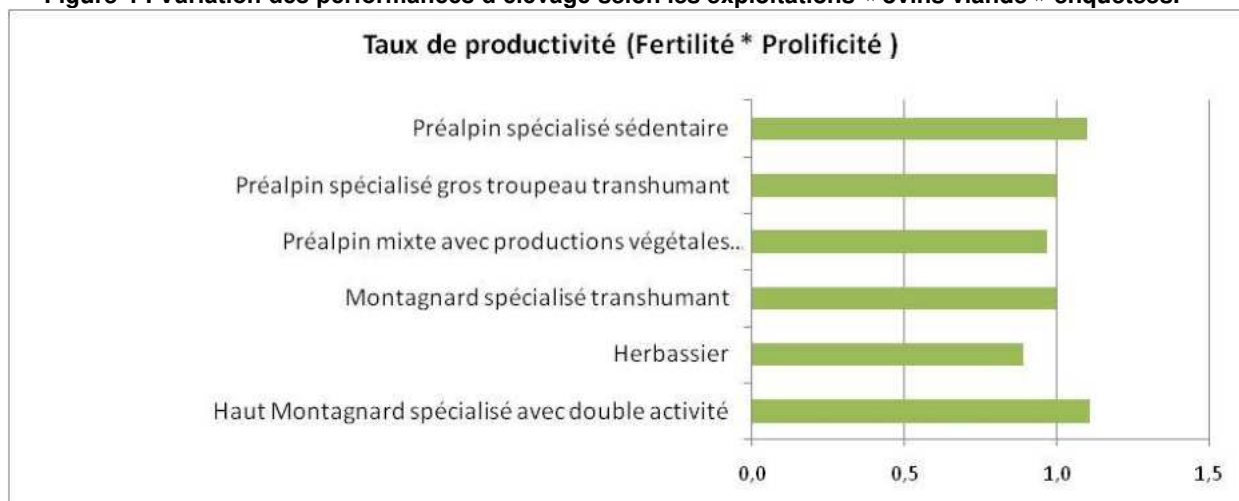 Taux de productivité (Fertilité * Prolificité )
Préalpin spécialisé sédentaire
Préalpin spécialisé gros troupeau transhumant
Préalpin mixte avec productions végétales...
Montagnard spécialisé transhumant
Herbassier
Haut Montagnard spécialisé avec double activité
0,0 0,5 1,0 1,5